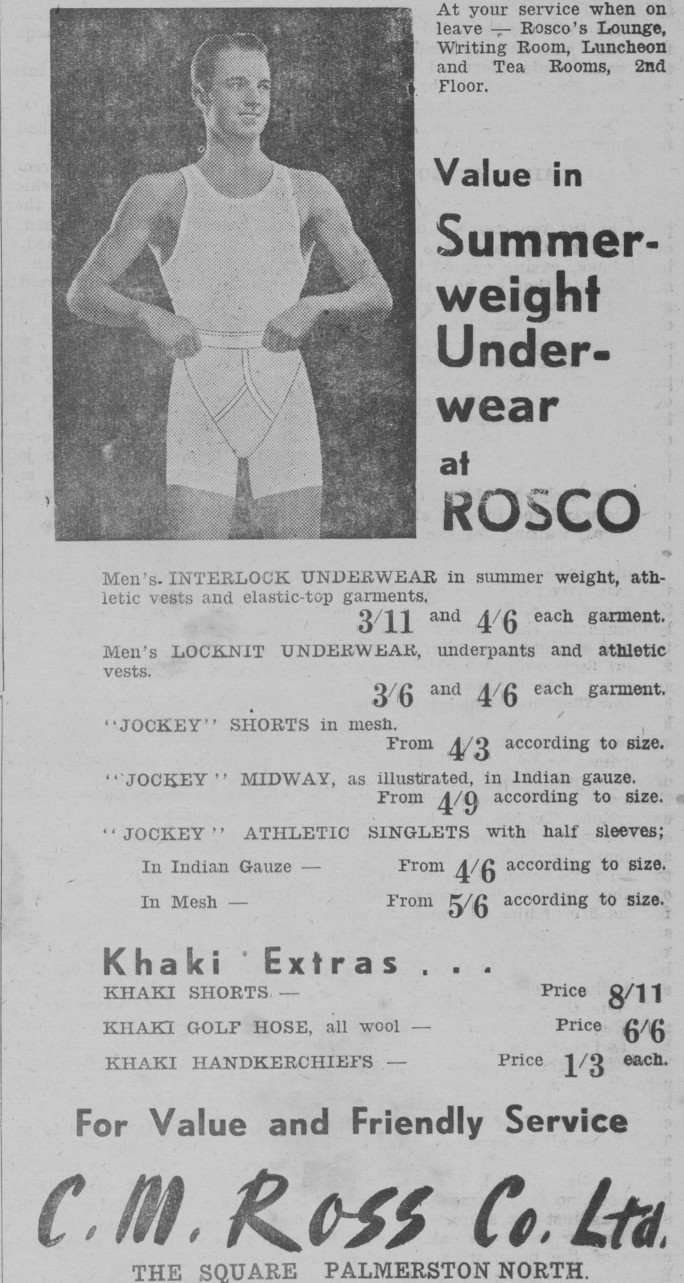 At your service when on
leave — Rosco's Lounge,
Writing Room, Luncheon
and Tea Rooms, 2nd
Floor.
Value in
Summer-
weight
Under-
wear
at
ROSCO
Men's. INTERLOCK UNDERWEAR in summer weight, ath-
letic vests and elastic-top garments.
3/11 and 4/6 each garment.
Men's LOCKNIT UNDERWEAR, underpants and athletic
vests.
3/6 and 4/6 each garment.
"JOCKEY" SHORTS in mesh.
From 4/3 according to size.
"JOCKEY" MIDWAY, as illustrated, in Indian gauze.
From 4/9 according to size.
"JOCKEY" ATHLETIC SINGLETS with half sleeves;
In Indian Gauze — From 4/6 according to size.
In Mesh — From 5/6 according to size.
Khaki Extras . . .
KHAKI SHORTS — Price 8/11
KHAKI GOLF HOSE, all wool — Price 6/6
KHAKI HANDKERCHIEFS — Price 1/3 each.
For Value and Friendly Service
C. M. Ross Co. Ltd.
THE SQUARE PALMERSTON NORTH.